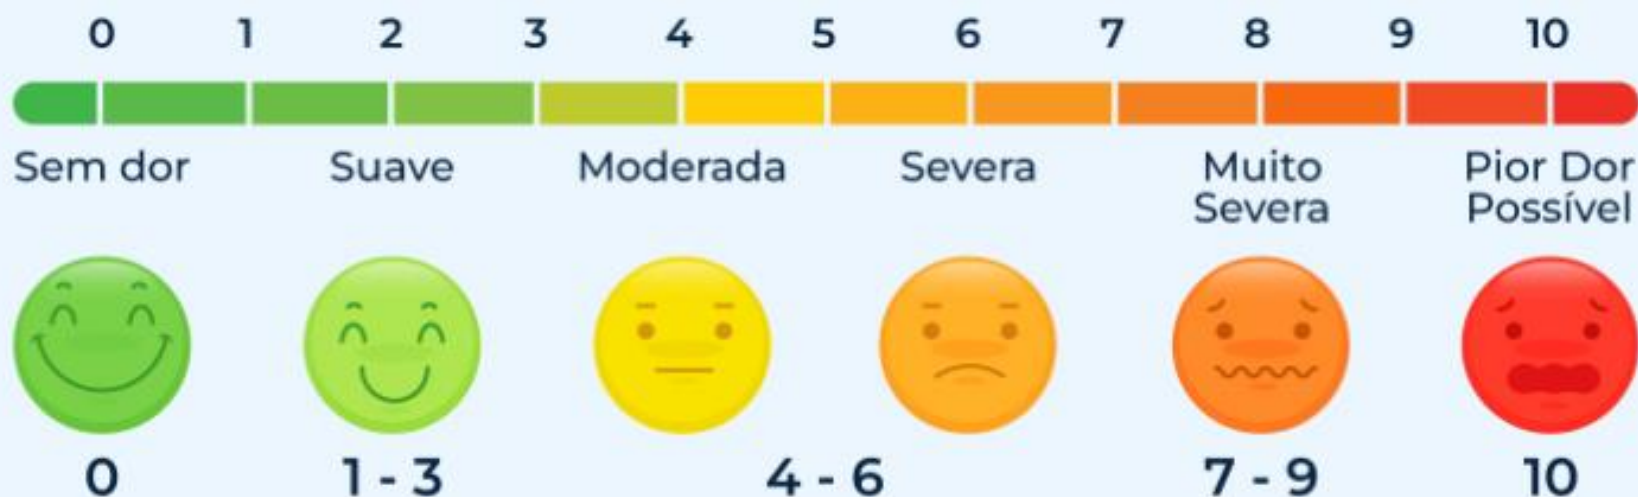 0 1 2 3 4 5 6 7 8 9 10
Sem dor Suave Moderada Severa Muito Severa Pior Dor Possível
0 1 - 3 4 - 6 7 - 9 10